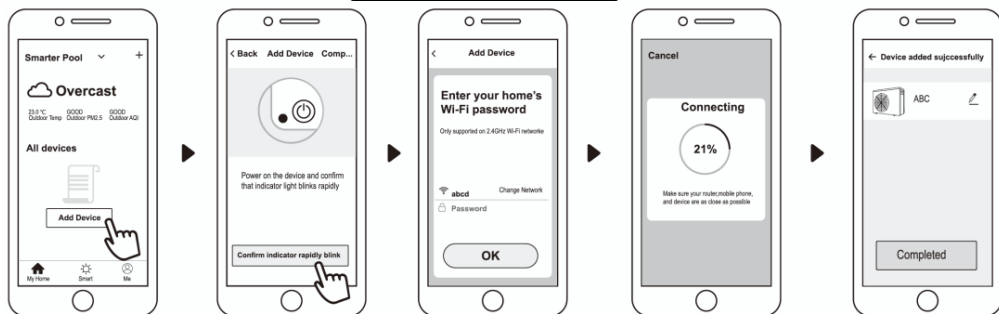 Smarter Pool
+
Overcast
23.0 °C GOOD GOOD
Outdoor Temp Outdoor PM2.5 Outdoor AQI
All devices
Add Device
My Home Smart Me
< Back Add Device Comp...
Power on the device and confirm
that indicator light blinks rapidly
Confirm indicator rapidly blink
< Add Device
Enter your home's
Wi-Fi password
Only supported on 2.4GHz Wi-Fi networke
abcd Change Network
Password
OK
Cancel
Connecting
21%
Make sure your router,mobile phone,
and device are as close as possible
← Device added sujccessfully
ABC
Completed